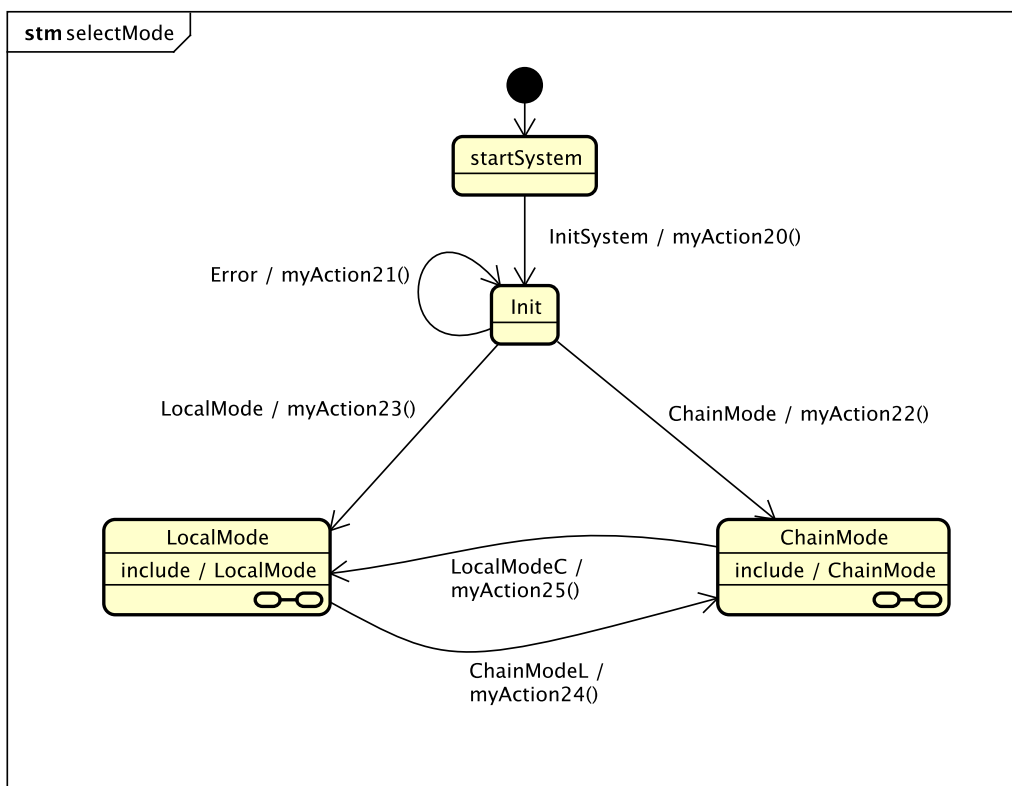 stm selectMode
startSystem
InitSystem / myAction20()
Error / myAction21()
Init
LocalMode / myAction23()
ChainMode / myAction22()
LocalMode
include / LocalMode
ChainMode
include / ChainMode
LocalModeC /
myAction25()
ChainModeL /
myAction24()